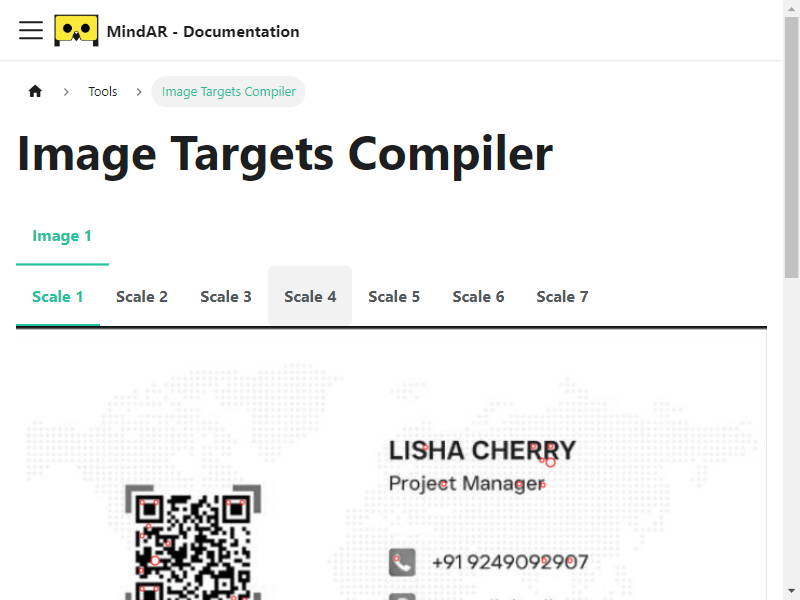 MindAR - Documentation
Tools
Image Targets Compiler
Image Targets Compiler
Image 1
Scale 1 Scale 2 Scale 3 Scale 4 Scale 5 Scale 6 Scale 7
LISHA CHERRY
Project Manager
+91 9249092907